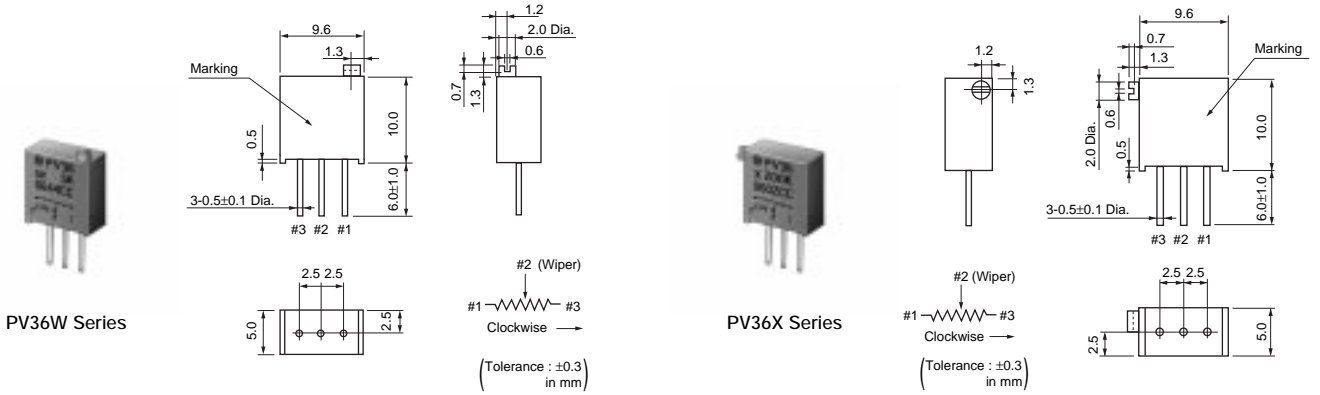 1.2
9.6
2.0 Dia.
1.3
0.6
Marking
0.7
1.3
0.5
10.0
6.0±1.0
3-0.5±0.1 Dia.
#3 #2 #1
2.5 2.5
5.0
2.5
#2 (Wiper)
#1 #3
Clockwise
(Tolerance : ±0.3
in mm)
PV36W Series
9.6
0.7
1.3
Marking
1.2
1.3
2.0 Dia.
0.6
0.5
10.0
6.0±1.0
3-0.5±0.1 Dia.
#3 #2 #1
2.5 2.5
5.0
2.5
#2 (Wiper)
#1 #3
Clockwise
(Tolerance : ±0.3
in mm)
PV36X Series
PV36
PV36